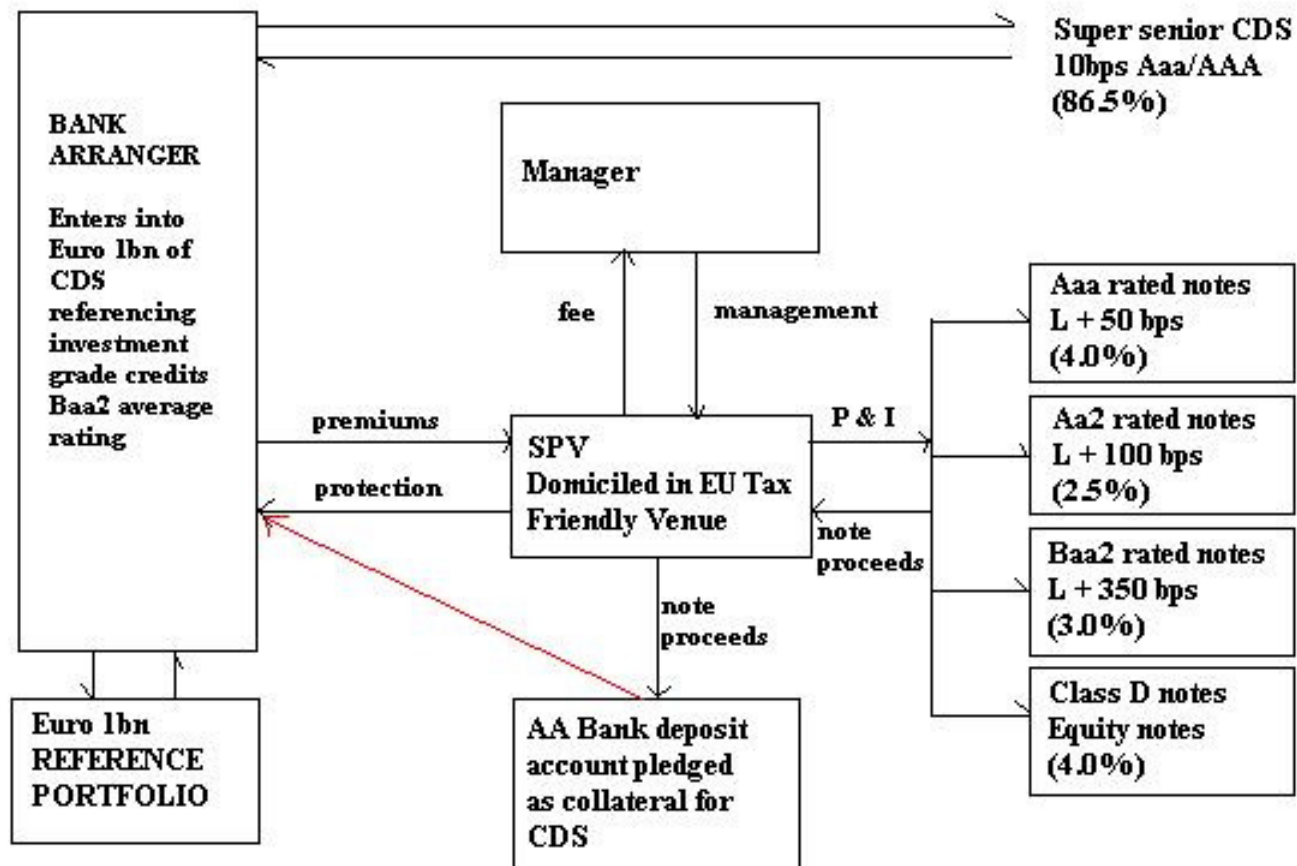 Super senior CDS
10bps Aaa/AAA
(86.5%)
BANK
ARRANGER
Enters into
Euro 1bn of
CDS
referencing
investment
grade credits
Baa2 average
rating
Manager
fee
management
Aaa rated notes
L + 50 bps
(4.0%)
premiums
protection
SPV
Domiciled in EU Tax
Friendly Venue
P & I
note
proceeds
Aa2 rated notes
L + 100 bps
(2.5%)
Baa2 rated notes
L + 350 bps
(3.0%)
note
proceeds
Class D notes
Equity notes
(4.0%)
Euro 1bn
REFERENCE
PORTFOLIO
AA Bank deposit
account pledged
as collateral for
CDS